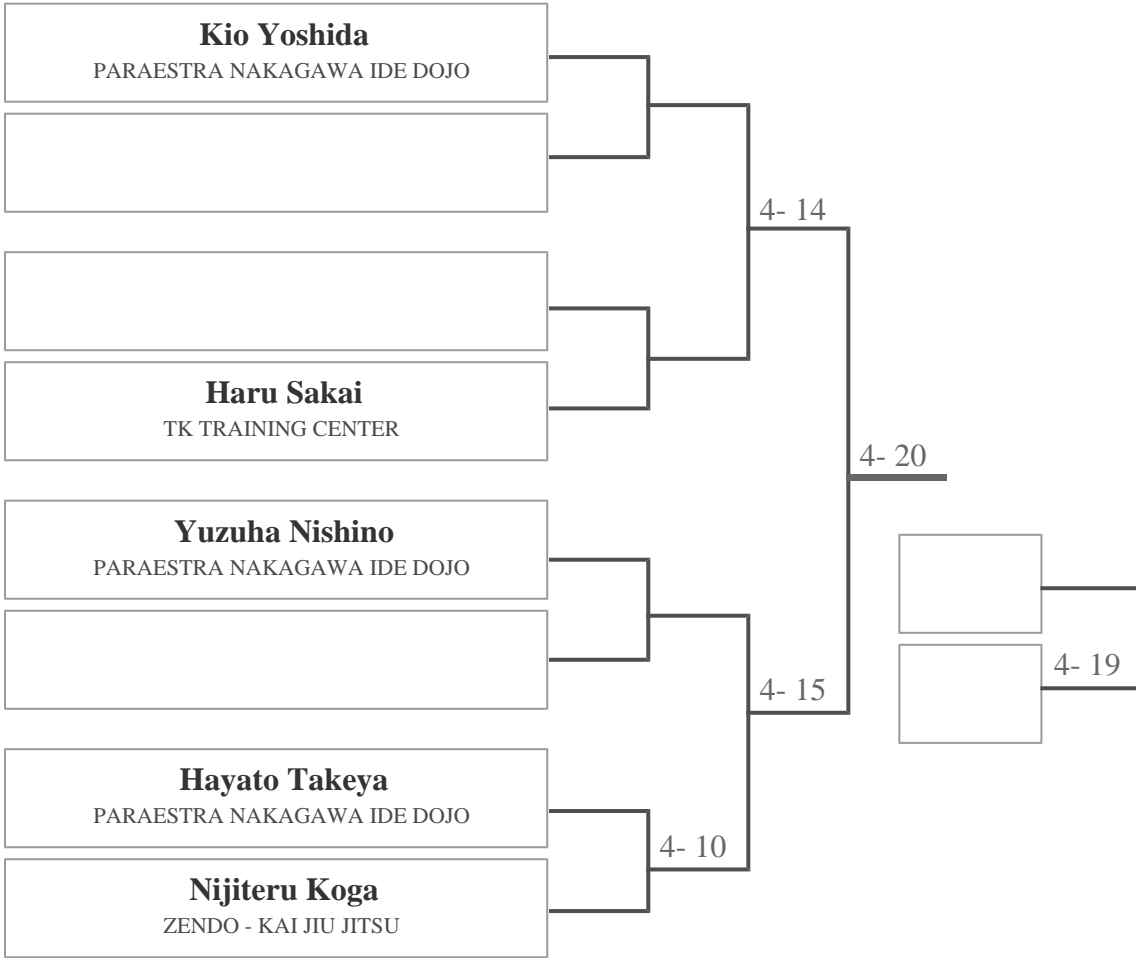 Kio Yoshida
PARAESTRA NAKAGAWA IDE DOJO
4- 14
Haru Sakai
TK TRAINING CENTER
4- 20
Yuzuha Nishino
PARAESTRA NAKAGAWA IDE DOJO
4- 19
4- 15
Hayato Takeya
PARAESTRA NAKAGAWA IDE DOJO
4- 10
Nijiteru Koga
ZENDO - KAI JIU JITSU